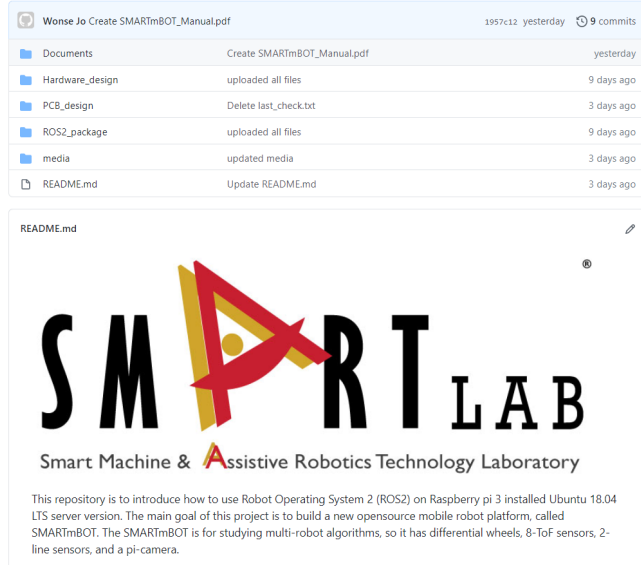 Wonse Jo Create SMARTmBOT_Manual.pdf 1957c12 yesterday 9 commits
Documents Create SMARTmBOT_Manual.pdf yesterday
Hardware_design uploaded all files 9 days ago
PCB_design Delete last_check.txt 3 days ago
ROS2_package uploaded all files 9 days ago
media updated media 3 days ago
README.md Update README.md 3 days ago
README.md
®
SMART LAB
Smart Machine & Assistive Robotics Technology Laboratory
This repository is to introduce how to use Robot Operating System 2 (ROS2) on Raspberry pi 3 installed Ubuntu 18.04
LTS server version. The main goal of this project is to build a new opensource mobile robot platform, called
SMARTmBOT. The SMARTmBOT is for studying multi-robot algorithms, so it has differential wheels, 8-ToF sensors, 2-
line sensors, and a pi-camera.